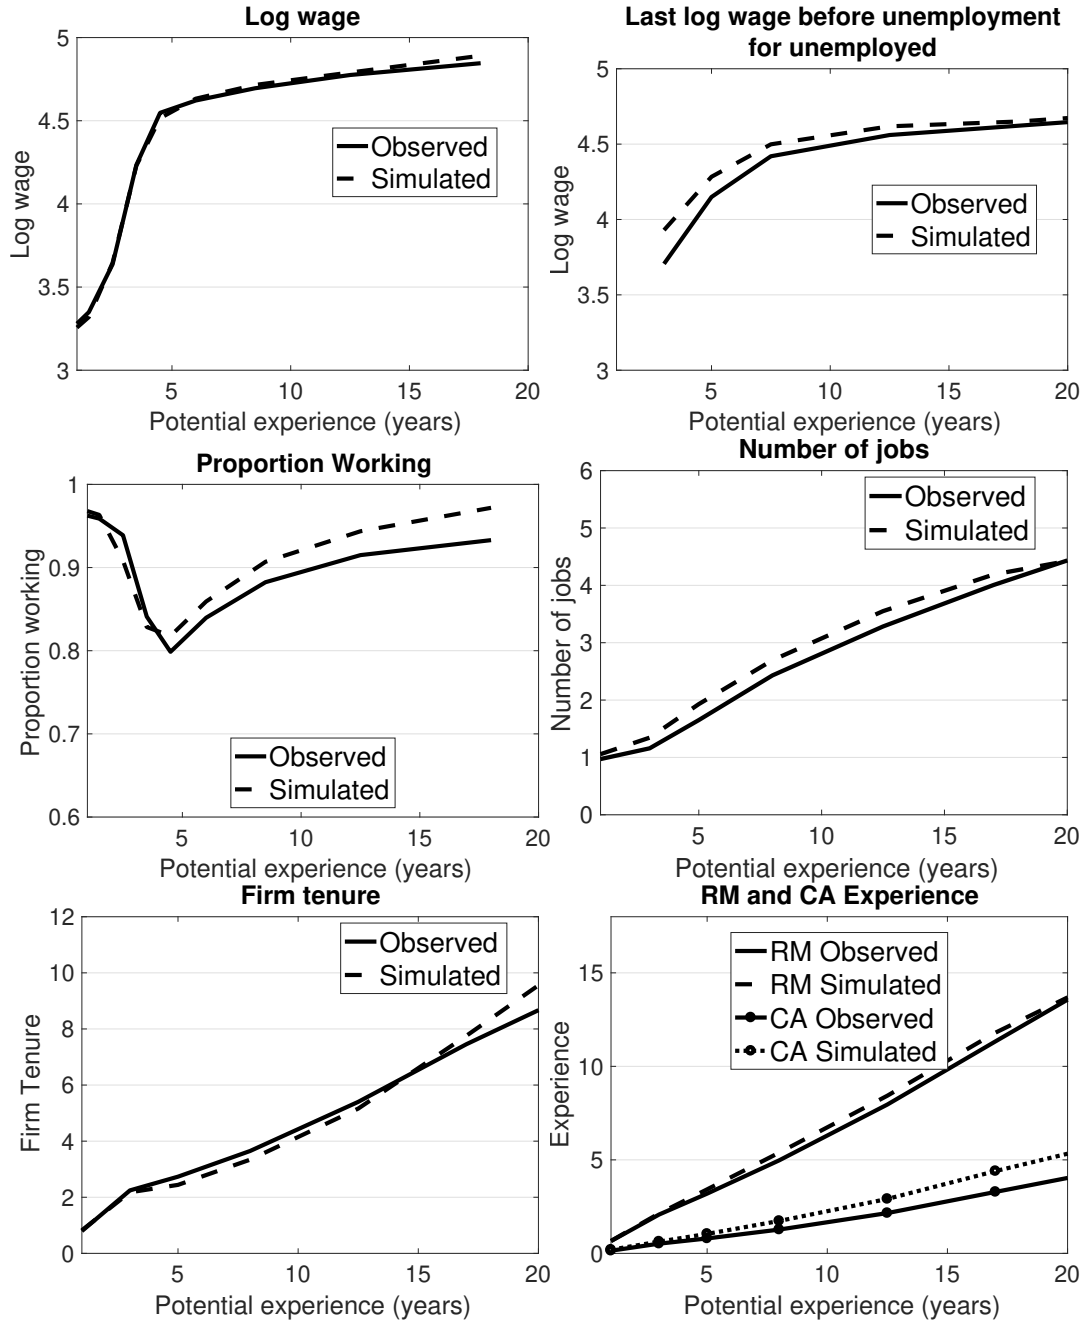 Log wage
5
4.5
4
3.5
3
5
10
15
20
Log wage
Potential experience (years)
Observed
Simulated
Last log wage before unemployment
for unemployed
5
4.5
4
3.5
3
5
10
15
20
Log wage
Potential experience (years)
Observed
Simulated
Proportion Working
1
0.9
0.8
0.7
0.6
5
10
15
20
Proportion working
Potential experience (years)
Observed
Simulated
Number of jobs
6
5
4
3
2
1
0
5
10
15
20
Number of jobs
Potential experience (years)
Observed
Simulated
Firm tenure
12
10
8
6
4
2
0
5
10
15
20
Firm Tenure
Potential experience (years)
Observed
Simulated
RM and CA Experience
15
10
5
0
5
10
15
20
Experience
Potential experience (years)
RM Observed
RM Simulated
CA Observed
CA Simulated